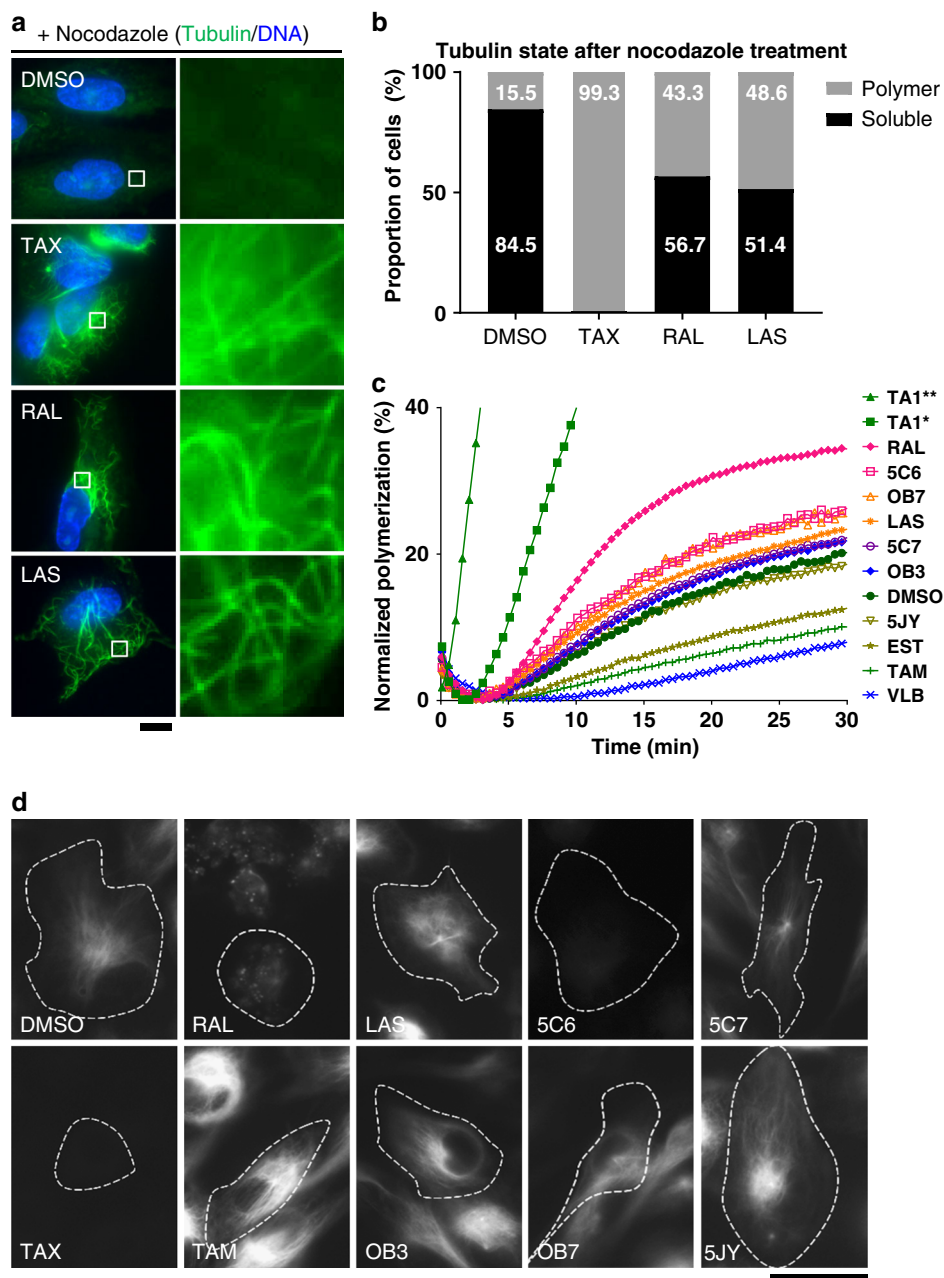 a
+ Nocodazole (Tubulin/DNA)
DMSO
TAX
RAL
LAS
b
Tubulin state after nocodazole treatment
Proportion of cells (%)
100
50
0
15.5
99.3
43.3
48.6
84.5
56.7
51.4
DMSO
TAX
RAL
LAS
Polymer
Soluble
c
Normalized polymerization (%)
40
20
0
0
5
10
15
20
25
30
Time (min)
TA1**
TA1*
RAL
5C6
OB7
LAS
5C7
OB3
DMSO
5JY
EST
TAM
VLB
d
DMSO
RAL
LAS
5C6
5C7
TAX
TAM
OB3
OB7
5JY